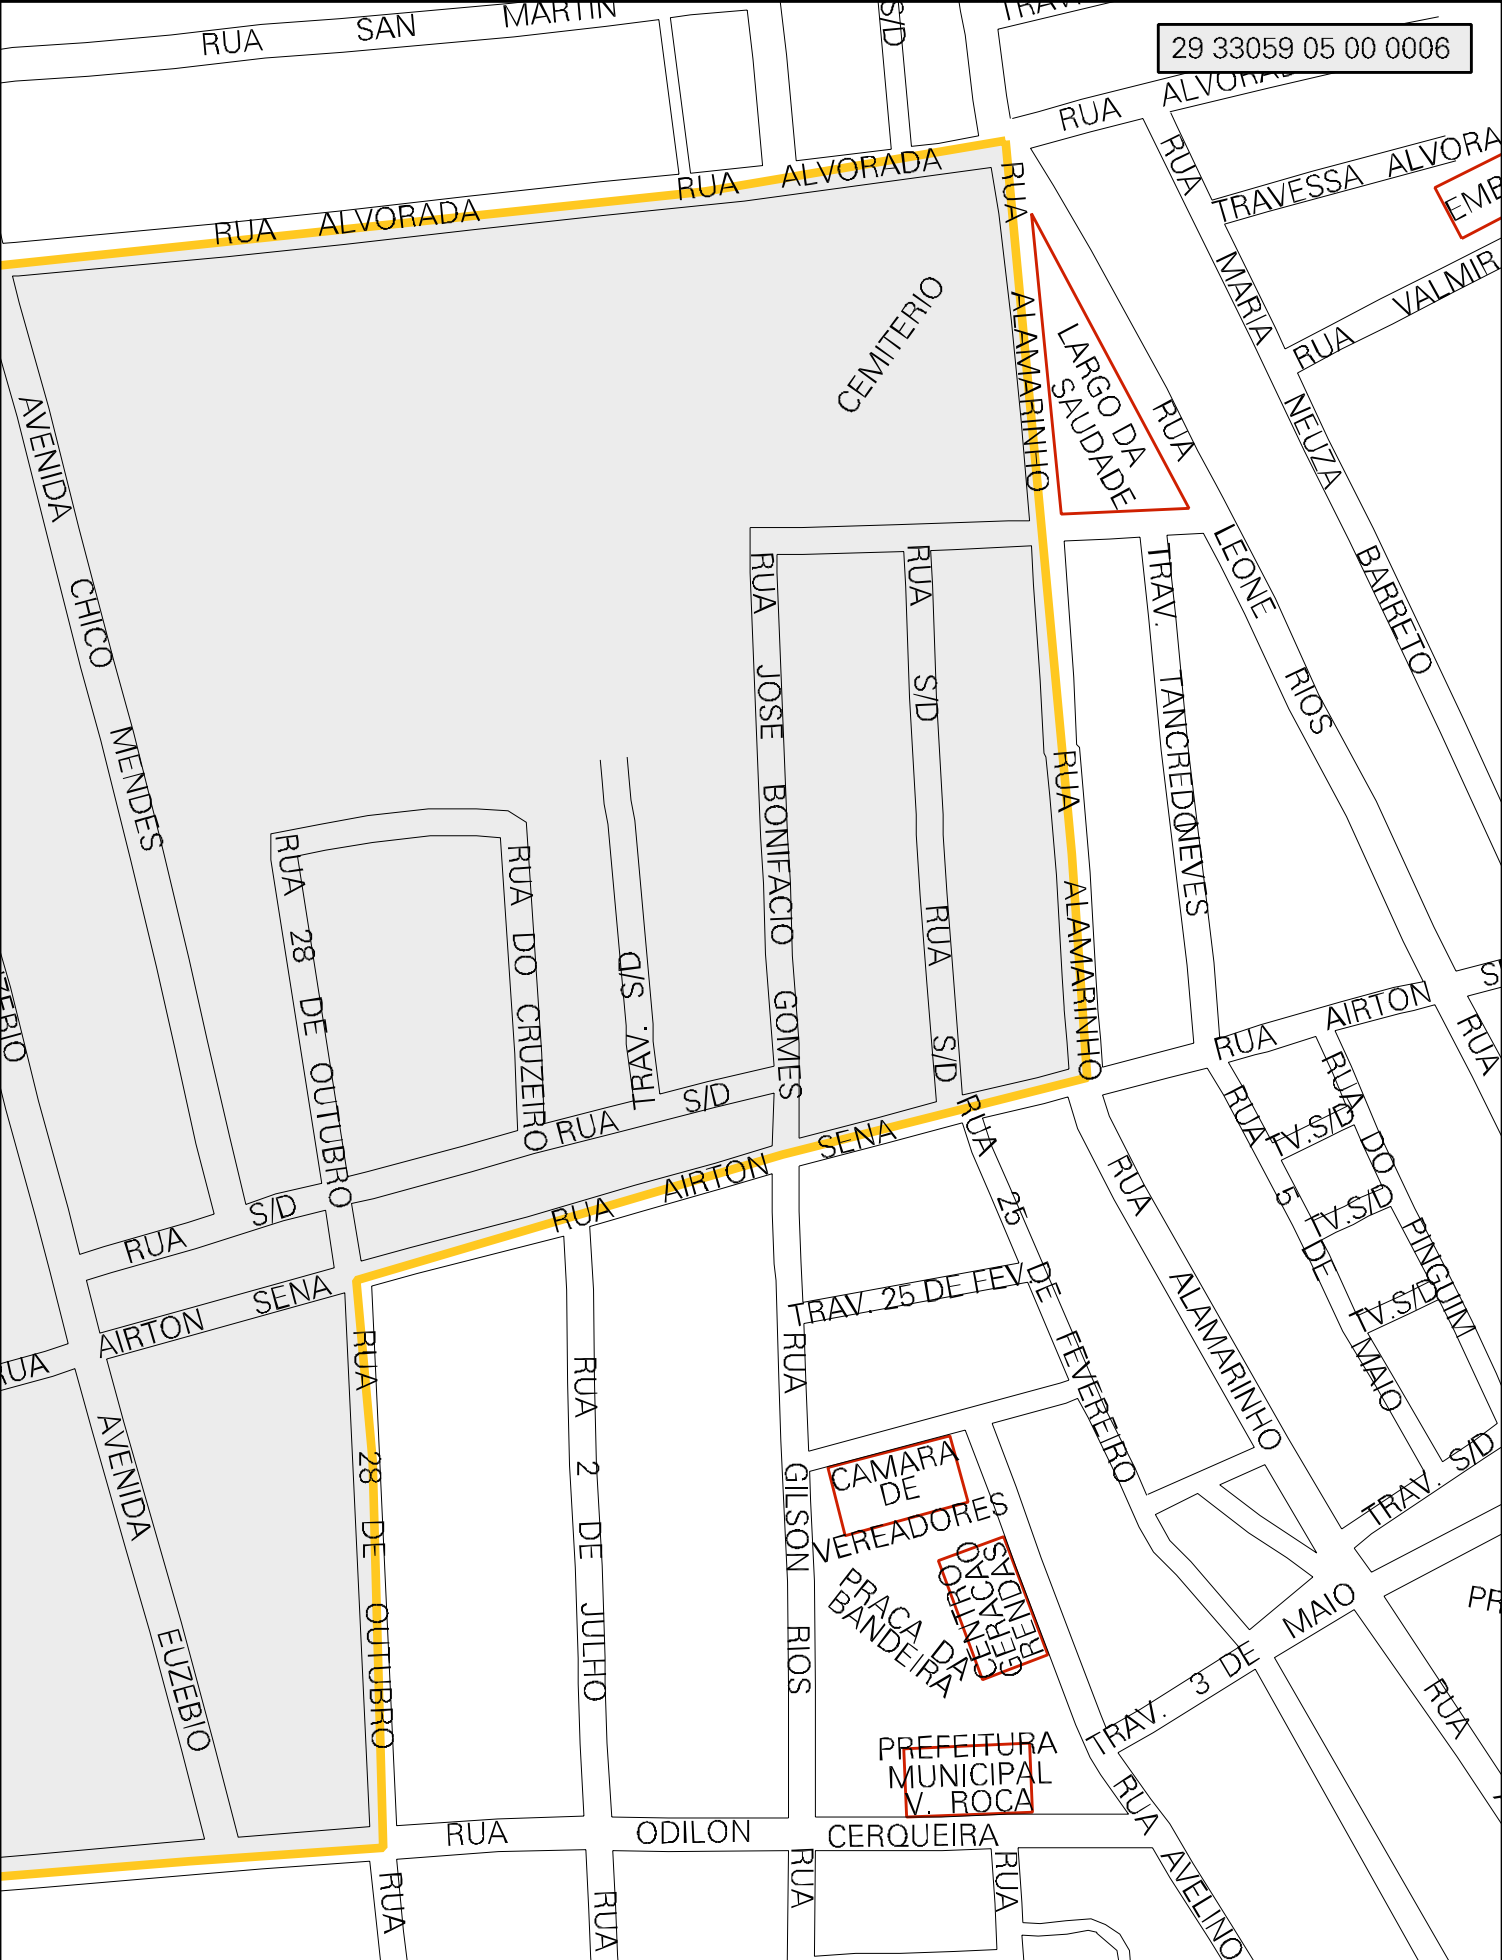 RUA SAN MARTIN
S/D
29 33059 05 00 0006
RUA ALVORADA
RUA ALVORADA
RUA ALVORADA
TRAVESSA ALVORA
RUA VALMIR
RUA MARIA NEUZA BARRETO
CEMITERIO
RUA ALAMARINHO
LARGO DA
SAUDADE
RUA LEONE RIOS
AVENIDA CHICO MENDES
RUA JOSE BONIFACIO GOMES
RUA S/D
RUA S/D
RUA ALAMARINHO
TRAV. TANCREDO NEVES
RUA 28 DE OUTUBRO
RUA DO CRUZEIRO
TRAV. S/D
RUA S/D
RUA S/D
RUA AIRTON SENA
RUA AIRTON
RUA
AIRTON SENA
RUA 25 DE FEVEREIRO
TRAV. 25 DE FEV.
RUA ALAMARINHO
RUA 5 DE MAIO
RUA DO PINGUIM
TV.S/D
TV.S/D
TV.S/D
TRAV. S/D
AVENIDA EUZEBIO
RUA 28 DE OUTUBRO
RUA 2 DE JULHO
RUA GILSON RIOS
CAMARA
DE
VEREADORES
CENTRO
GERACAO
RENDAS
PRACA DA
BANDEIRA
PREFEITURA
MUNICIPAL
V. ROCA
TRAV. 3 DE MAIO
RUA
RUA ODILON CERQUEIRA
RUA AVELINO
RUA
RUA
RUA
RUA